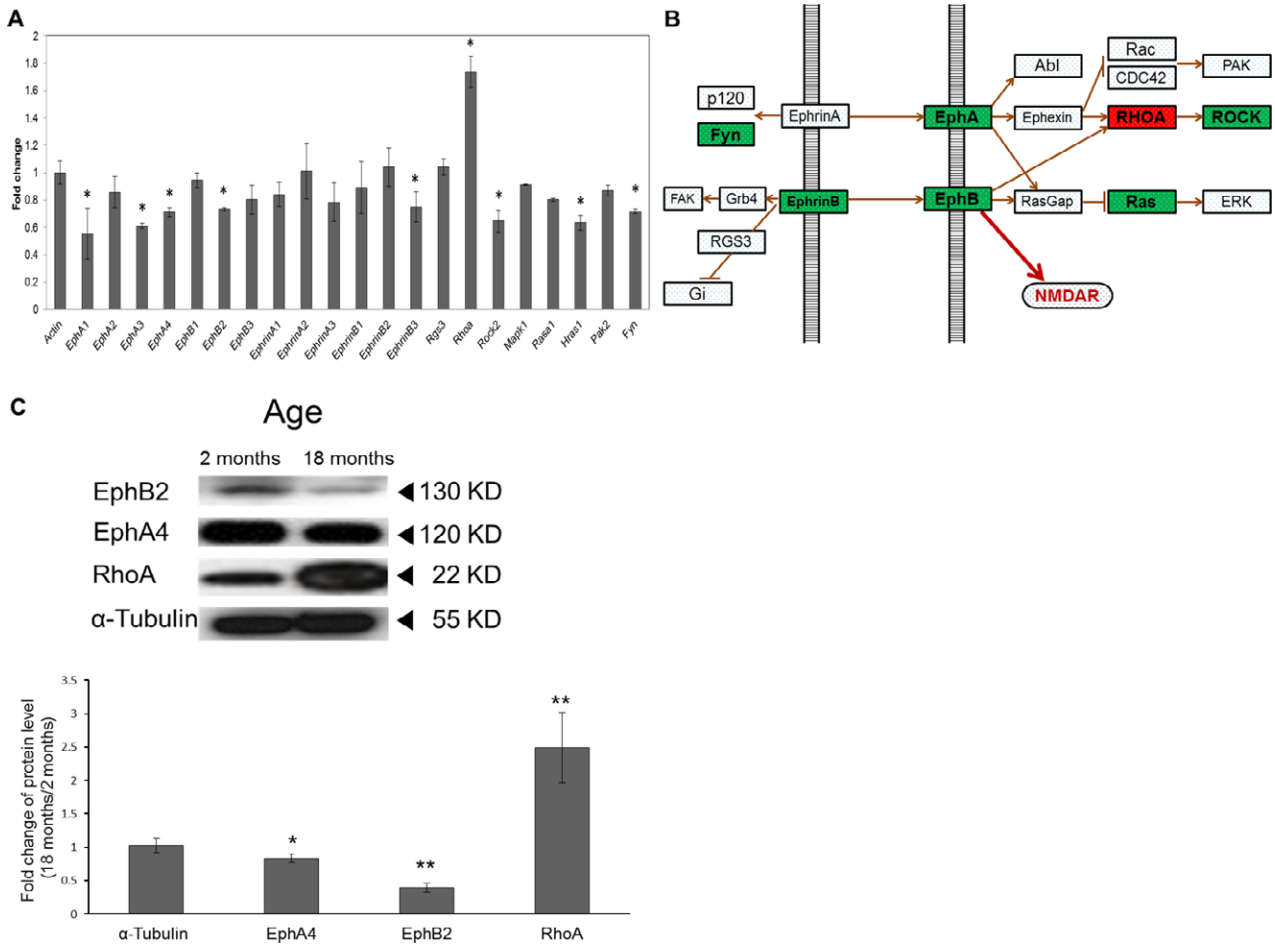 A
Fold change
2
1.8
1.6
1.4
1.2
1
0.8
0.6
0.4
0.2
0
* * * * * * * * * *
Actin EphA1 EphA2 EphA3 EphA4 EphB1 EphB2 EphB3 EphrinA1 EphrinA2 EphrinA3 EphrinB1 EphrinB2 EphrinB3 Rgs3 Rhoa Rock2 Mapk1 Rasa1 Hras1 Pak2 Fyn
B
p120
Fyn
EphrinA
EphA
Abl
Ephexin
Rac
CDC42
PAK
RHOA
ROCK
FAK
Grb4
EphrinB
EphB
RasGap
Ras
ERK
RGS3
Gi
NMDAR
C
Age
2 months 18 months
EphB2 ◄ 130 KD
EphA4 ◄ 120 KD
RhoA ◄ 22 KD
α-Tubulin ◄ 55 KD
Fold change of protein level
(18 months/2 months)
3.5
3
2.5
2
1.5
1
0.5
0
*
**
**
α-Tubulin EphA4 EphB2 RhoA